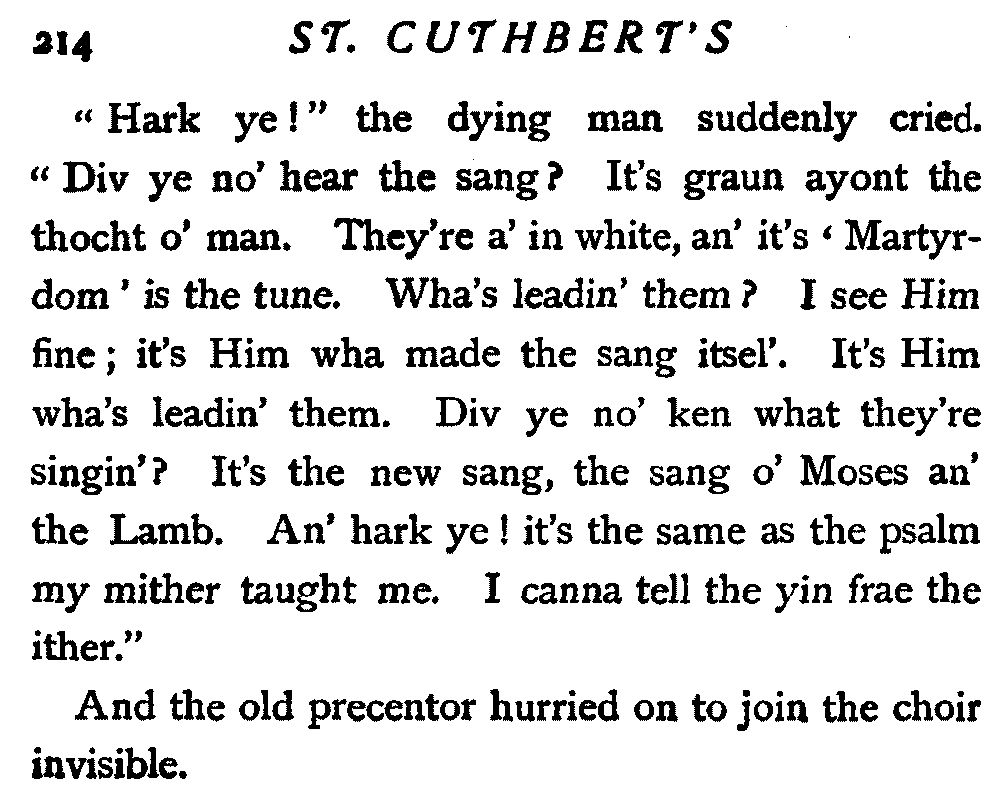 214 ST. CUTHBERT'S
“ Hark ye! ” the dying man suddenly cried.
“ Div ye no’ hear the sang? It’s graun ayont the
thocht o’ man. They’re a’ in white, an’ it’s ‘ Martyr-
dom ’ is the tune. Wha’s leadin’ them? I see Him
fine; it’s Him wha made the sang itsel’. It’s Him
wha’s leadin’ them. Div ye no’ ken what they’re
singin’? It’s the new sang, the sang o’ Moses an’
the Lamb. An’ hark ye! it’s the same as the psalm
my mither taught me. I canna tell the yin frae the
ither.”
And the old precentor hurried on to join the choir
invisible.